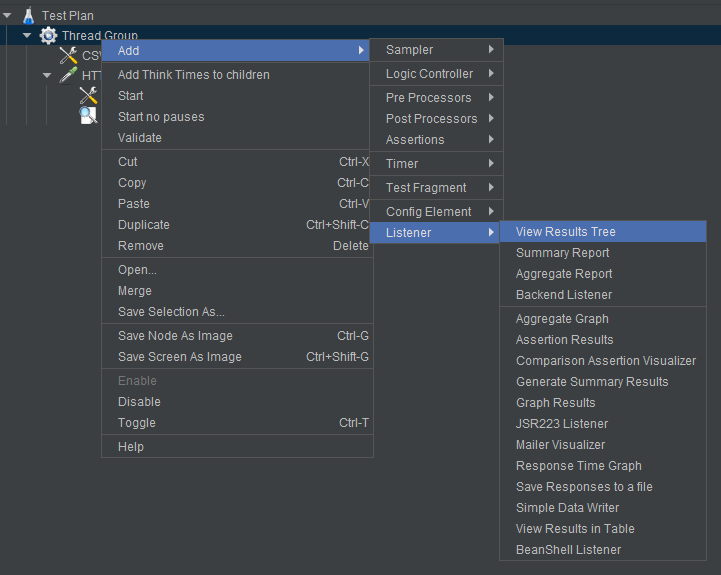 Test Plan
Thread Group
CSV
HTT
Add
Add Think Times to children
Start
Start no pauses
Validate
Cut Ctrl-X
Copy Ctrl-C
Paste Ctrl-V
Duplicate Ctrl+Shift-C
Remove Delete
Open...
Merge
Save Selection As...
Save Node As Image Ctrl-G
Save Screen As Image Ctrl+Shift-G
Enable
Disable
Toggle Ctrl-T
Help
Sampler
Logic Controller
Pre Processors
Post Processors
Assertions
Timer
Test Fragment
Config Element
Listener
View Results Tree
Summary Report
Aggregate Report
Backend Listener
Aggregate Graph
Assertion Results
Comparison Assertion Visualizer
Generate Summary Results
Graph Results
JSR223 Listener
Mailer Visualizer
Response Time Graph
Save Responses to a file
Simple Data Writer
View Results in Table
BeanShell Listener